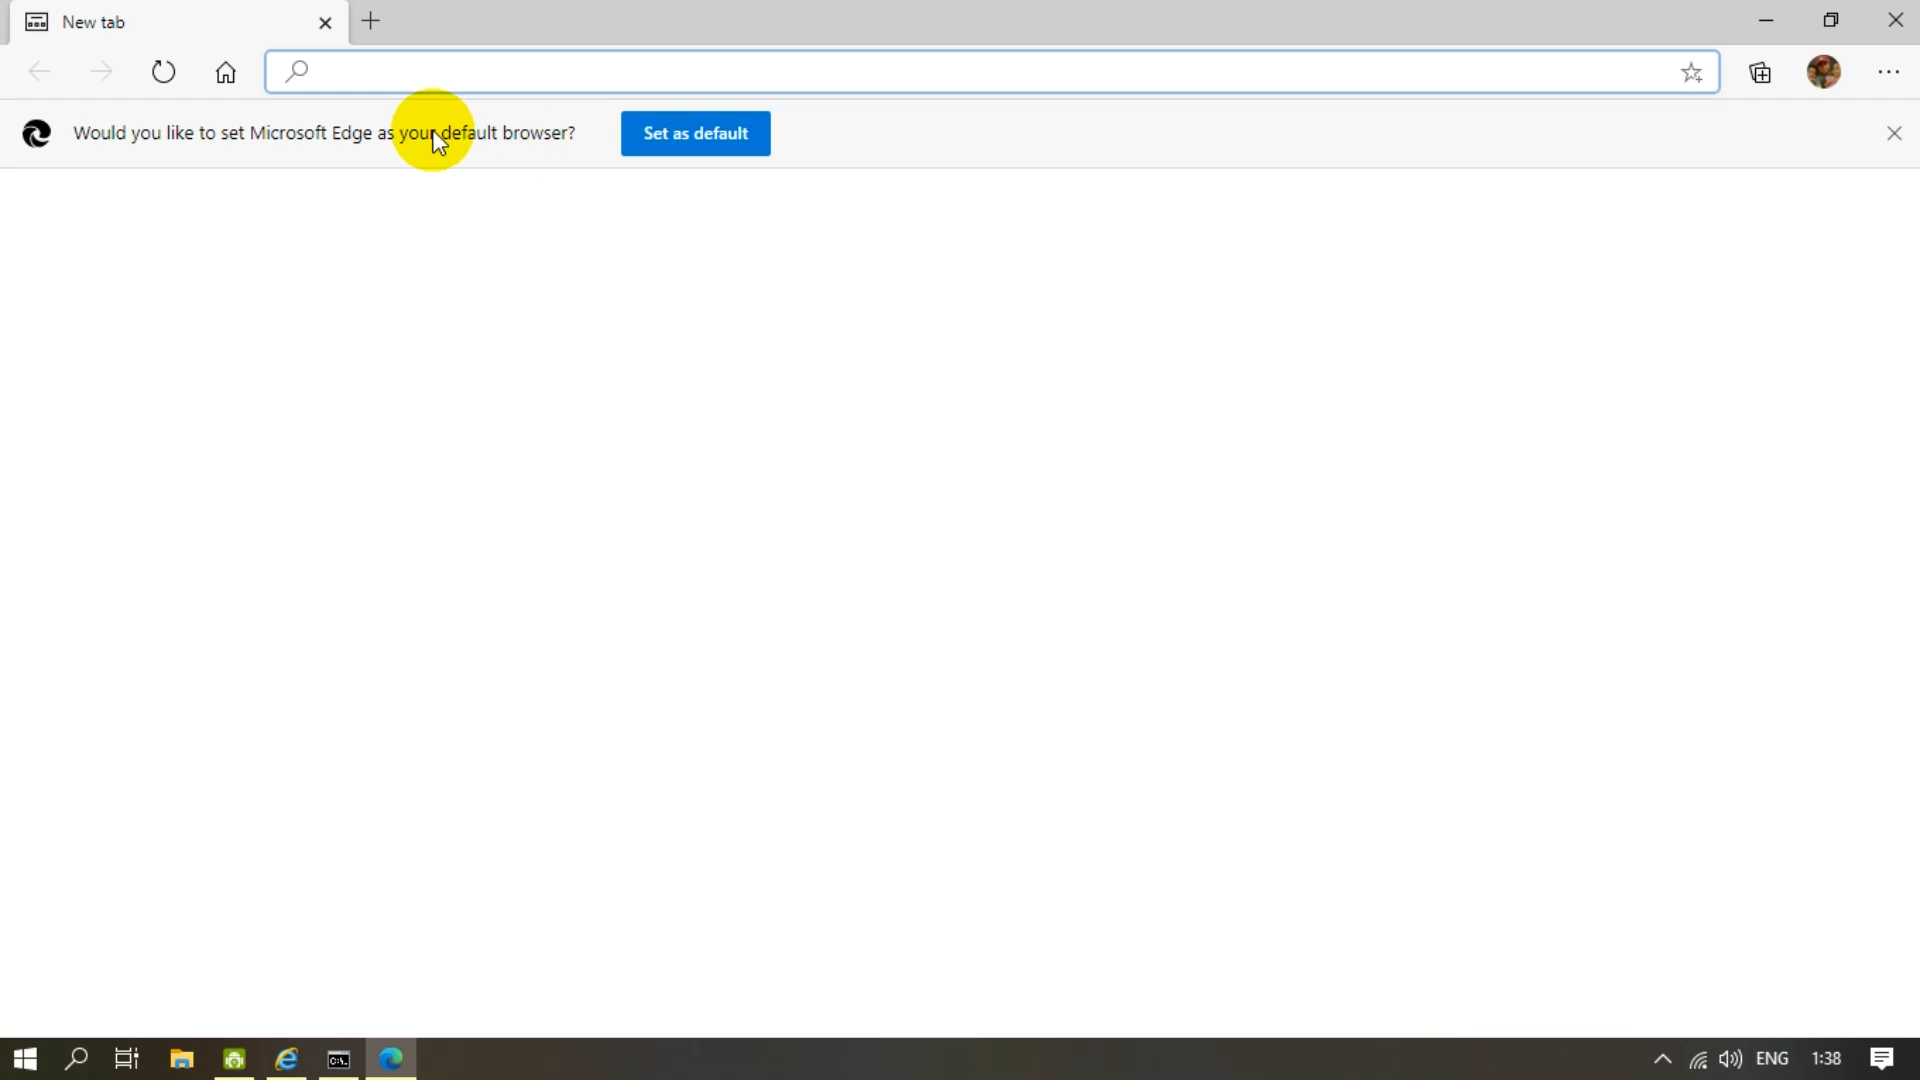 New tab
Would you like to set Microsoft Edge as your default browser?
Set as default
ENG
1:38